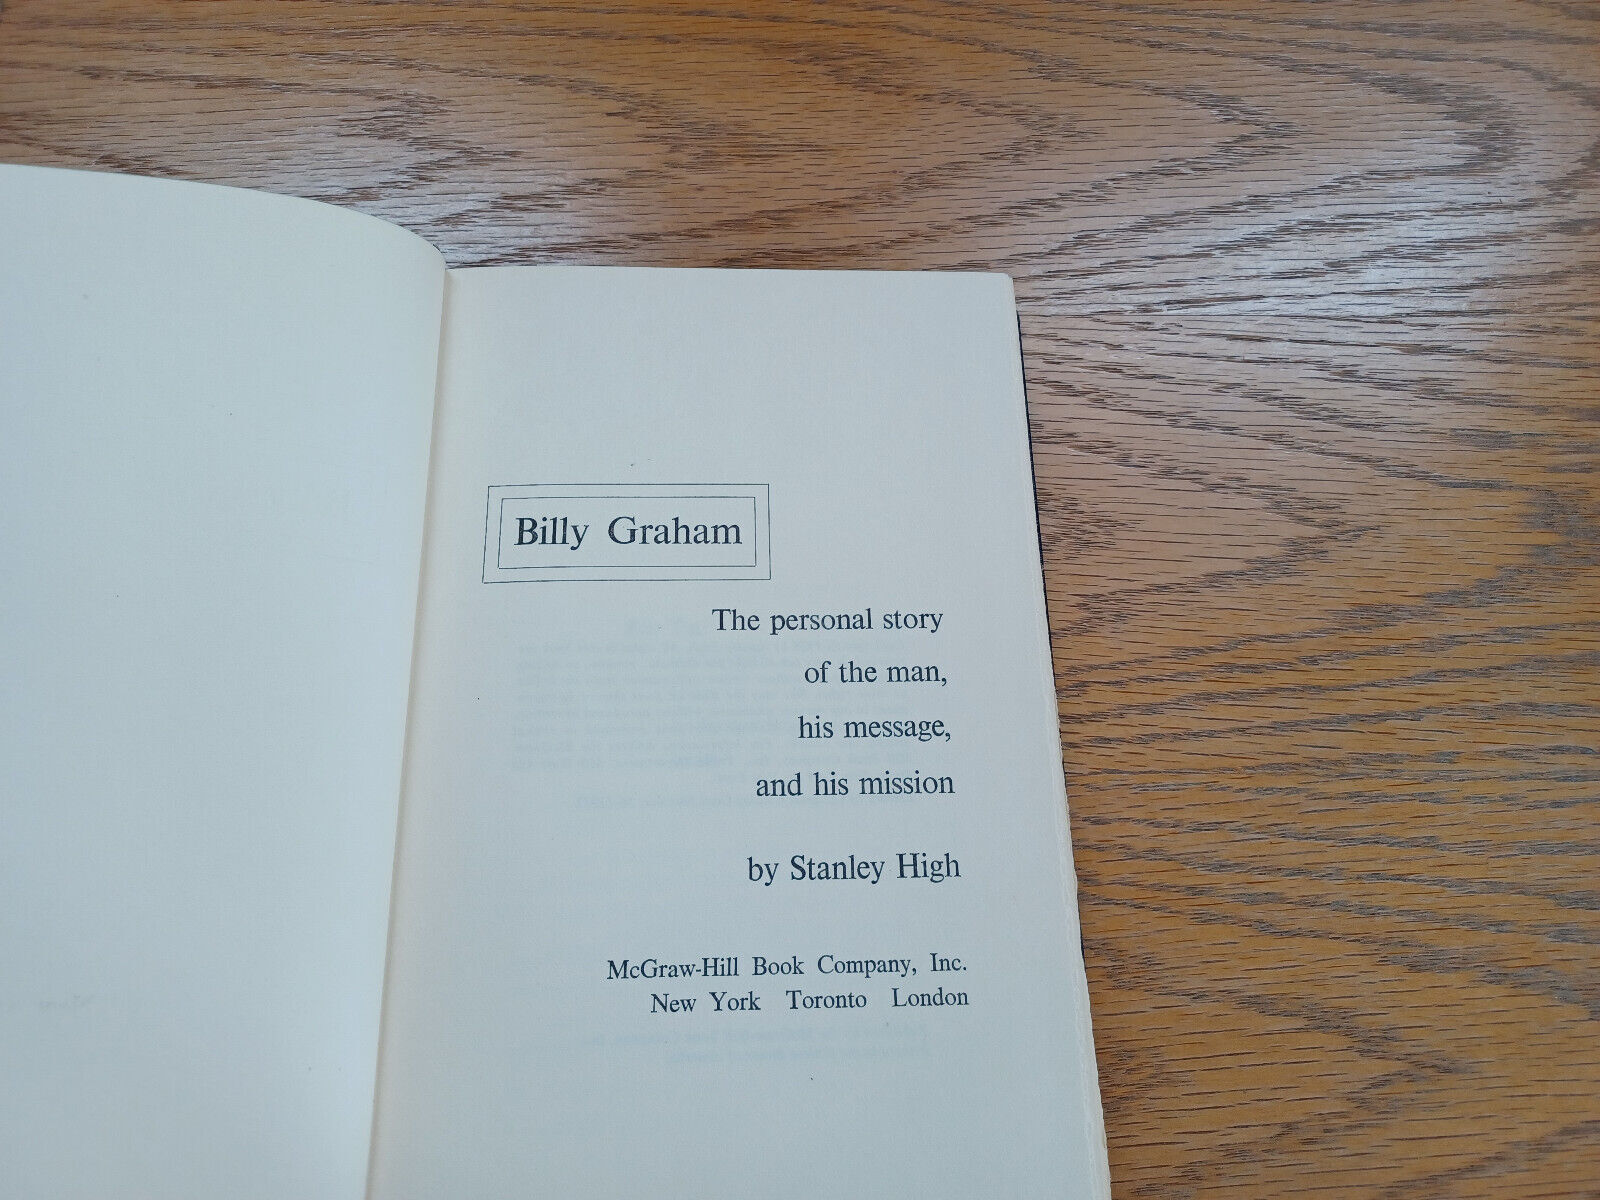 Billy Graham
The personal story
of the man,
his message,
and his mission
by Stanley High
McGraw-Hill Book Company, Inc.
New York Toronto London